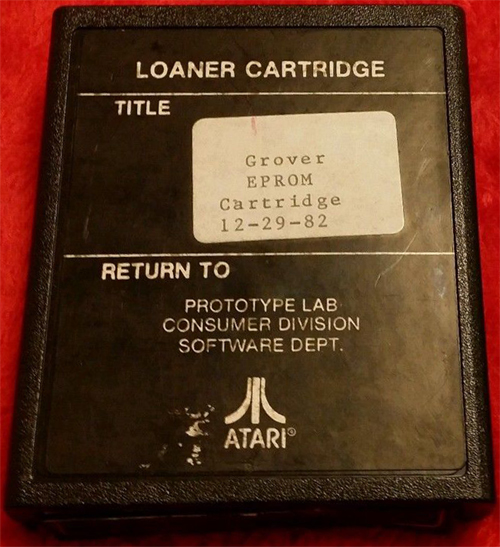 LOANER CARTRIDGE
TITLE
Grover
EPROM
Cartridge
12-29-82
RETURN TO
PROTOTYPE LAB
CONSUMER DIVISION
SOFTWARE DEPT.
ATARI®